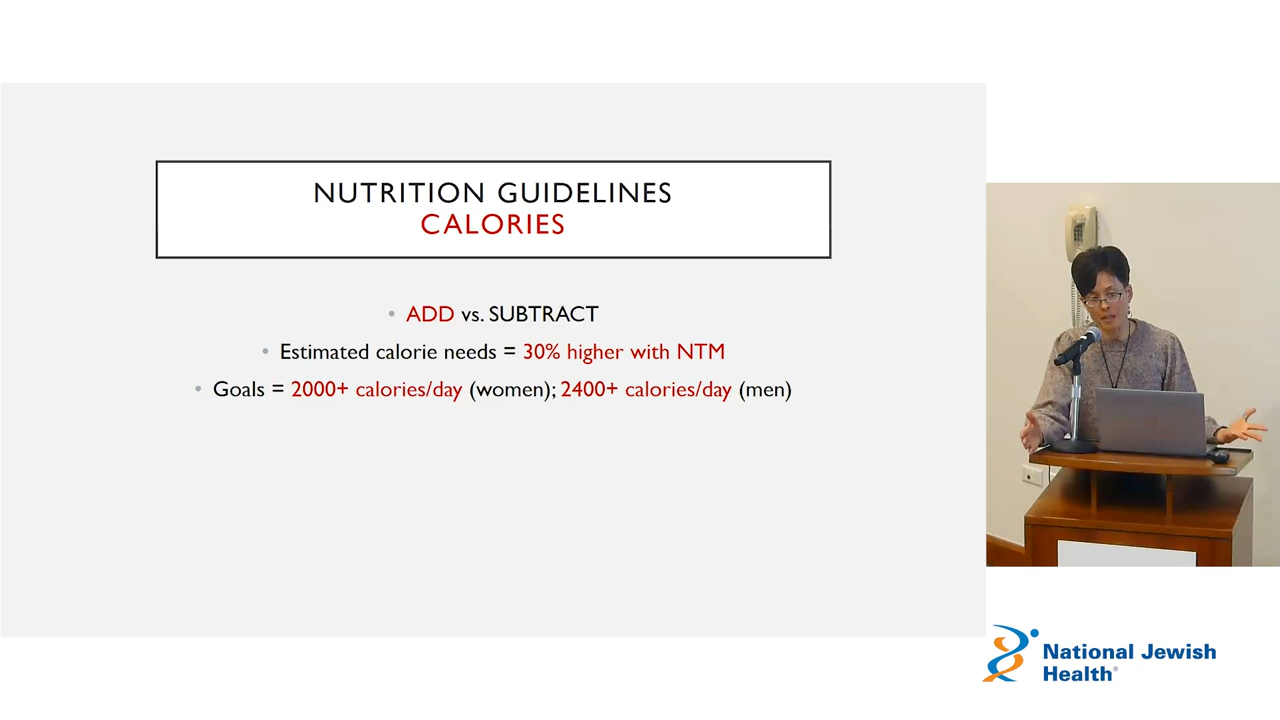 NUTRITION GUIDELINES
CALORIES
• ADD vs. SUBTRACT
• Estimated calorie needs = 30% higher with NTM
• Goals = 2000+ calories/day (women); 2400+ calories/day (men)
National Jewish
Health®